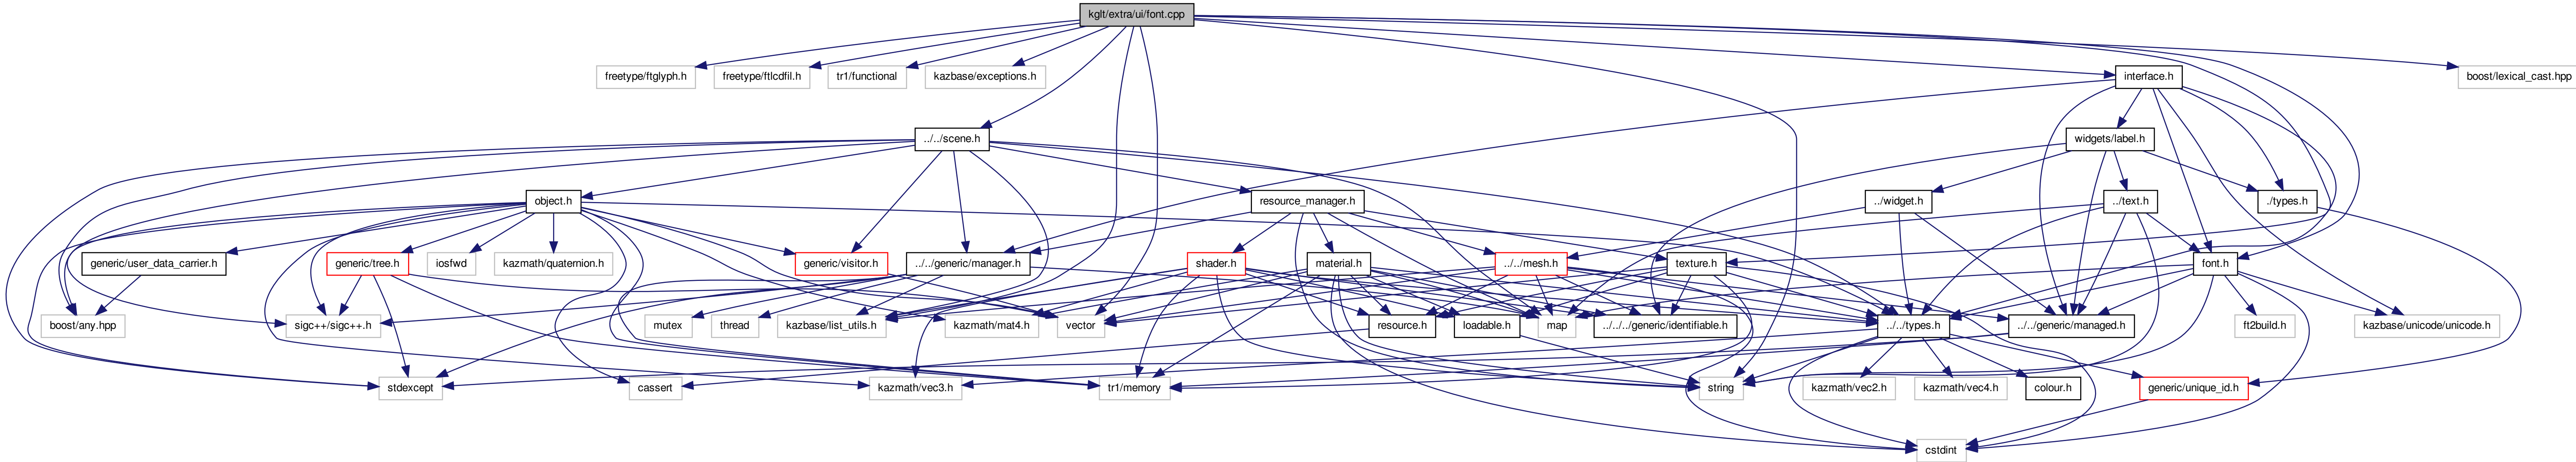 kglt/extra/ui/font.cpp
freetype/ftglyph.h
freetype/ftlcdfil.h
tr1/functional
kazbase/exceptions.h
interface.h
boost/lexical_cast.hpp
../../scene.h
widgets/label.h
object.h
resource_manager.h
../widget.h
../text.h
./types.h
generic/user_data_carrier.h
generic/tree.h
iosfwd
kazmath/quaternion.h
generic/visitor.h
../../generic/manager.h
shader.h
material.h
../../mesh.h
texture.h
font.h
boost/any.hpp
sigc++/sigc++.h
mutex
thread
kazbase/list_utils.h
kazmath/mat4.h
vector
resource.h
loadable.h
map
../../../generic/identifiable.h
../../types.h
../../generic/managed.h
ft2build.h
kazbase/unicode/unicode.h
stdexcept
cassert
kazmath/vec3.h
tr1/memory
string
kazmath/vec2.h
kazmath/vec4.h
colour.h
generic/unique_id.h
cstdint